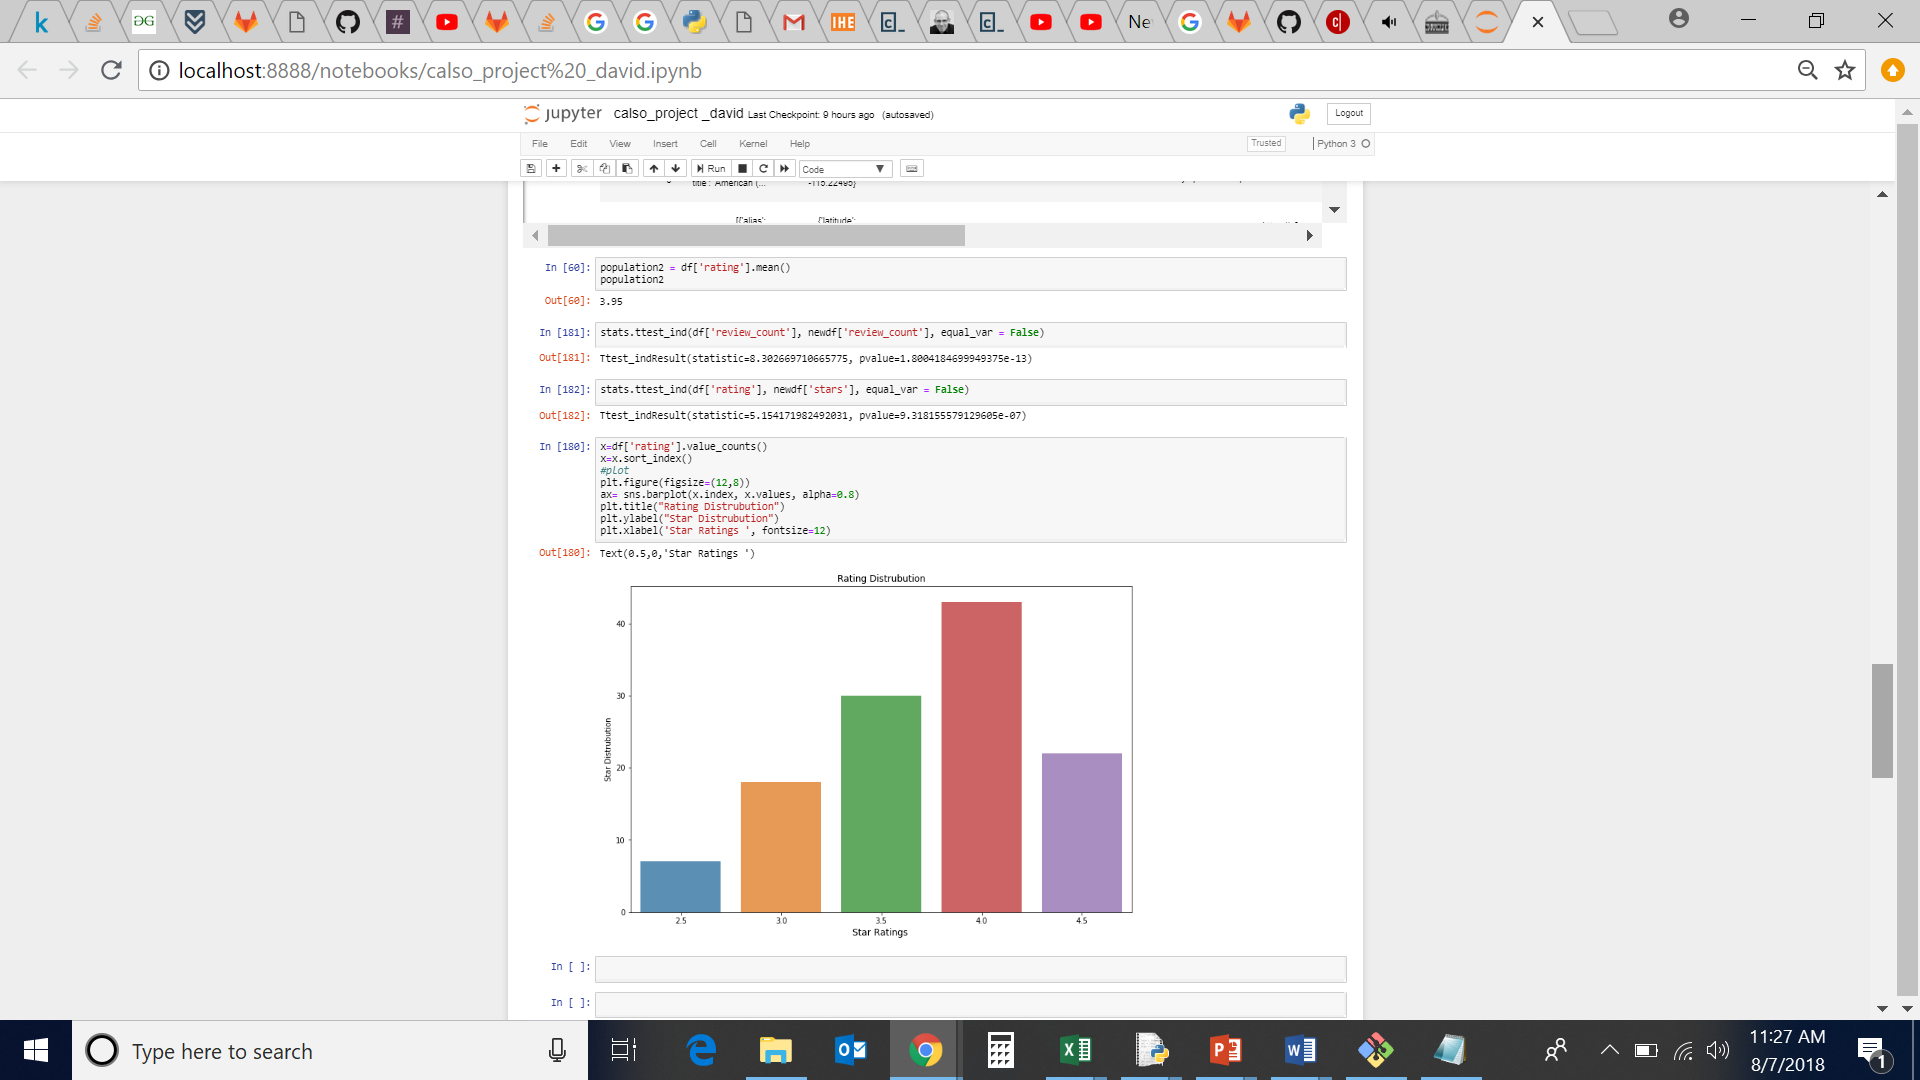 Ne
localhost:8888/notebooks/calso_project%20_david.ipynb
jupyter calso_project _david Last Checkpoint: 9 hours ago (autosaved)
Logout
File Edit View Insert Cell Kernel Help
Trusted Python 3
Run Code
title': 'American (... -115.22495}
[{'alias': {'latitude':
In [60]: population2 = df['rating'].mean()
population2
Out[60]: 3.95
In [181]: stats.ttest_ind(df['review_count'], newdf['review_count'], equal_var = False)
Out[181]: Ttest_indResult(statistic=8.302669710665775, pvalue=1.8004184699949375e-13)
In [182]: stats.ttest_ind(df['rating'], newdf['stars'], equal_var = False)
Out[182]: Ttest_indResult(statistic=5.154171982492031, pvalue=9.318155579129605e-07)
In [180]: x=df['rating'].value_counts()
x=x.sort_index()
#plot
plt.figure(figsize=(12,8))
ax= sns.barplot(x.index, x.values, alpha=0.8)
plt.title("Rating Distrubution")
plt.ylabel("Star Distrubution")
plt.xlabel('Star Ratings ', fontsize=12)
Out[180]: Text(0.5,0,'Star Ratings ')
Rating Distrubution
40
30
20
10
0
Star Distrubution
2.5 3.0 3.5 4.0 4.5
Star Ratings
In [ ]:
In [ ]:
Type here to search
11:27 AM
8/7/2018
1